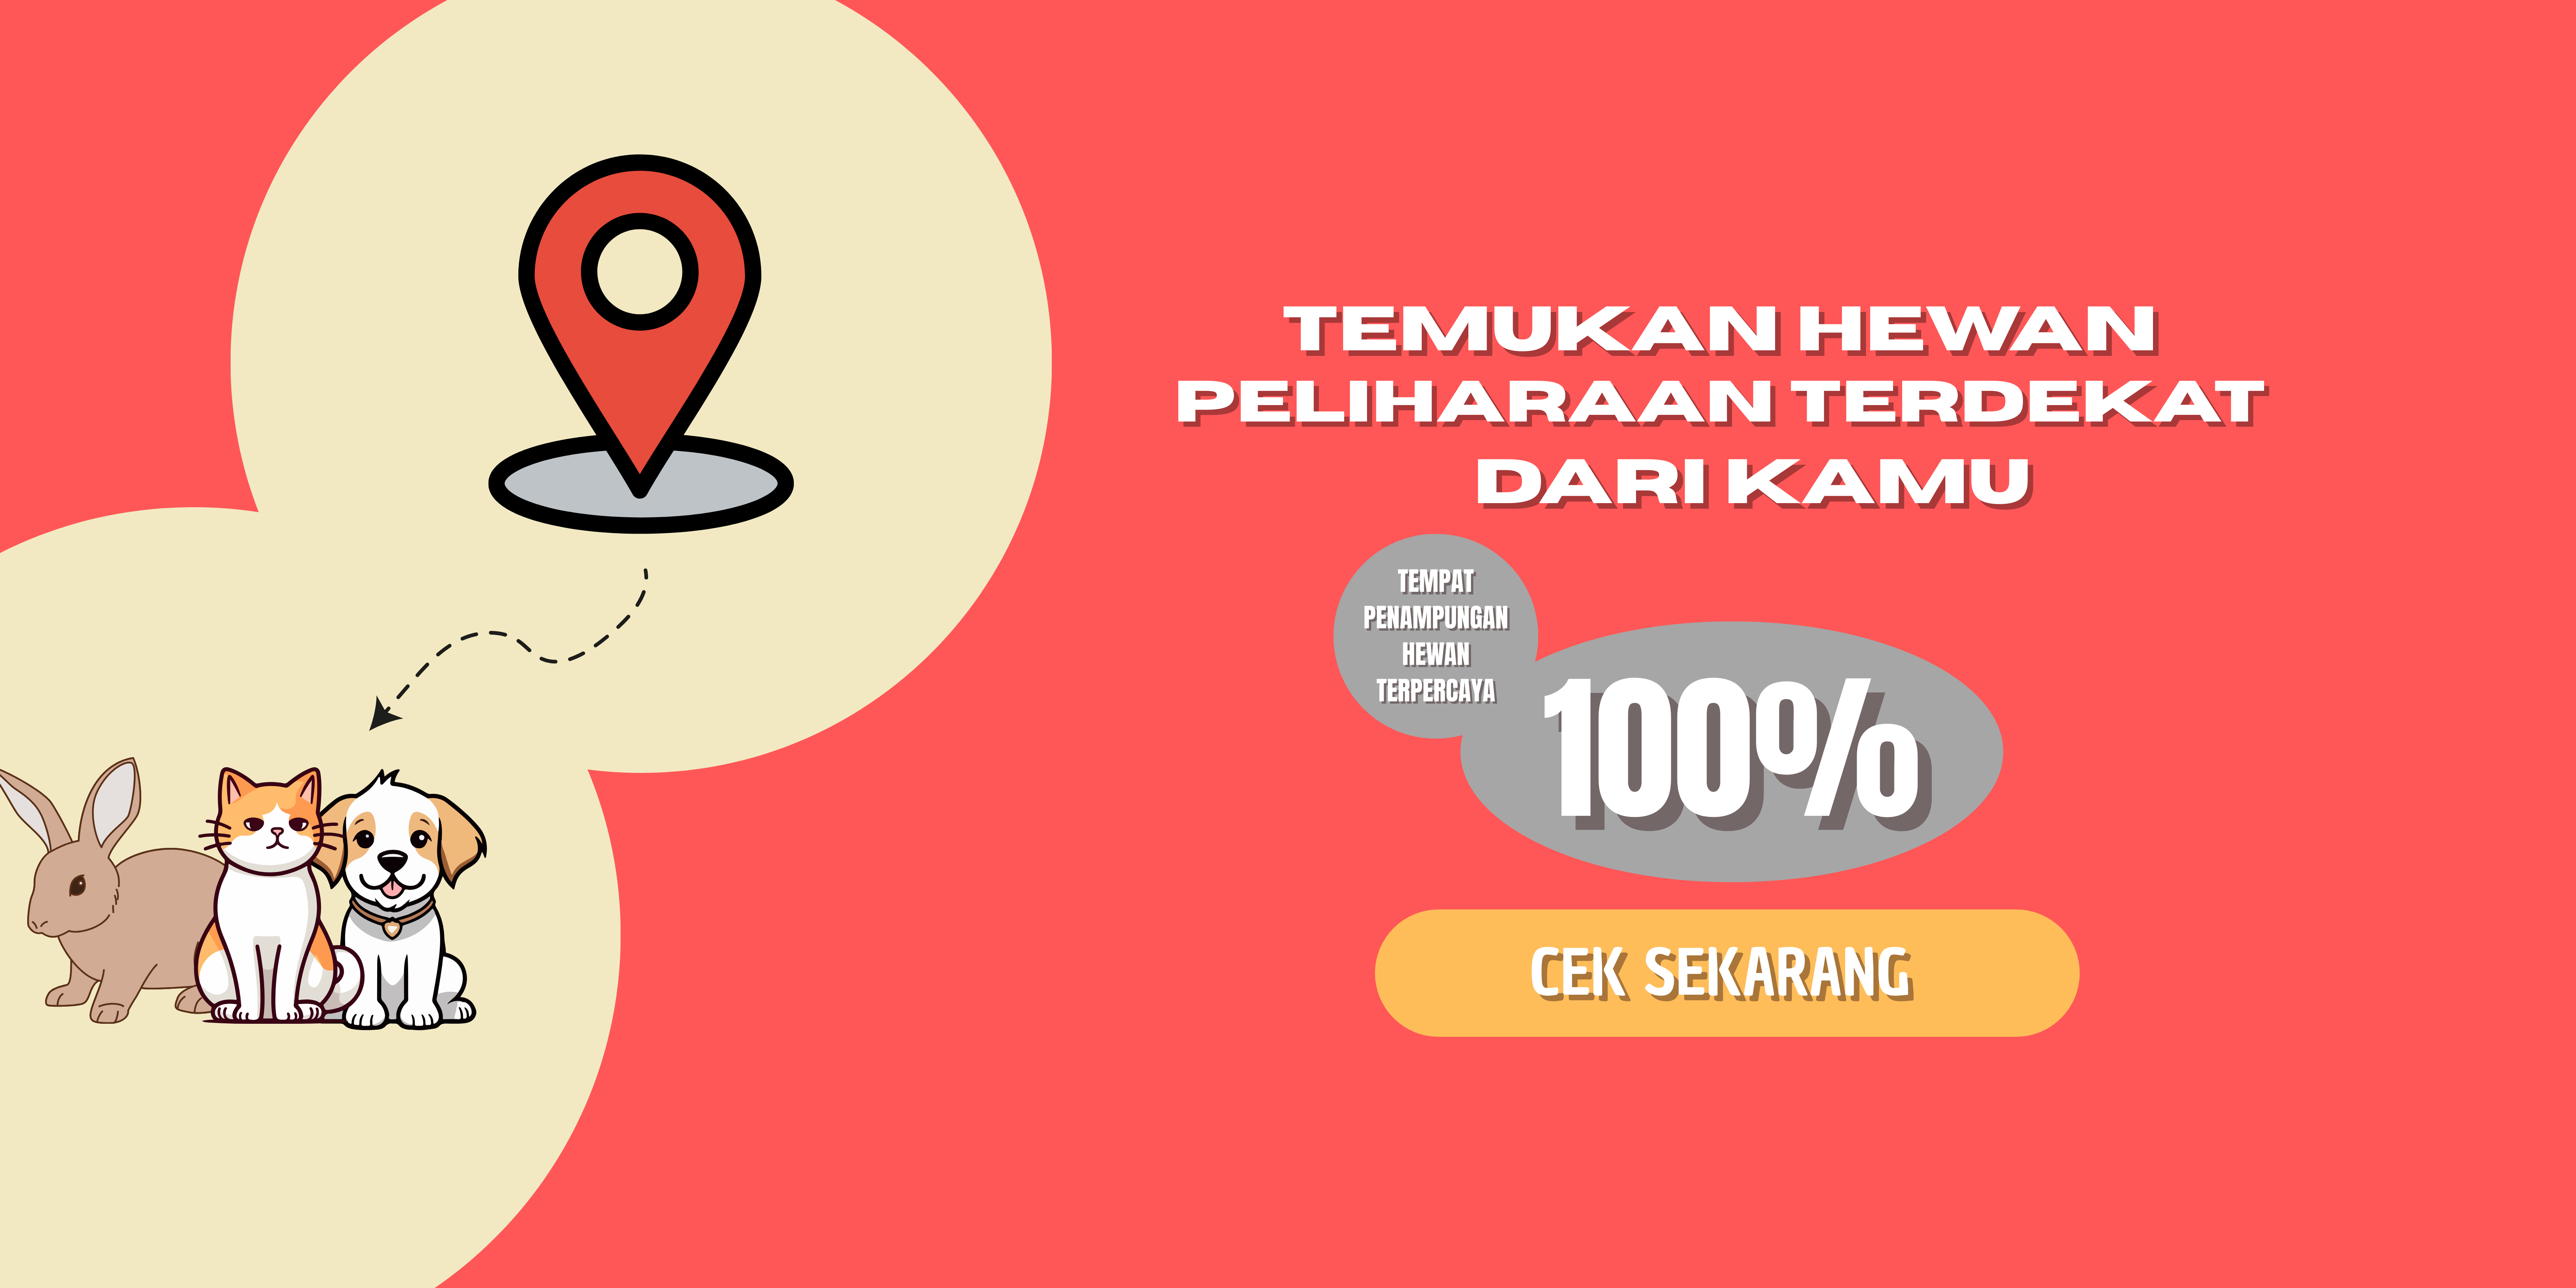 TEMUKAN HEWAN
PELIHARAAN TERDEKAT
DARI KAMU
TEMPAT
PENAMPUNGAN
HEWAN
TERPERCAYA
100%
CEK SEKARANG